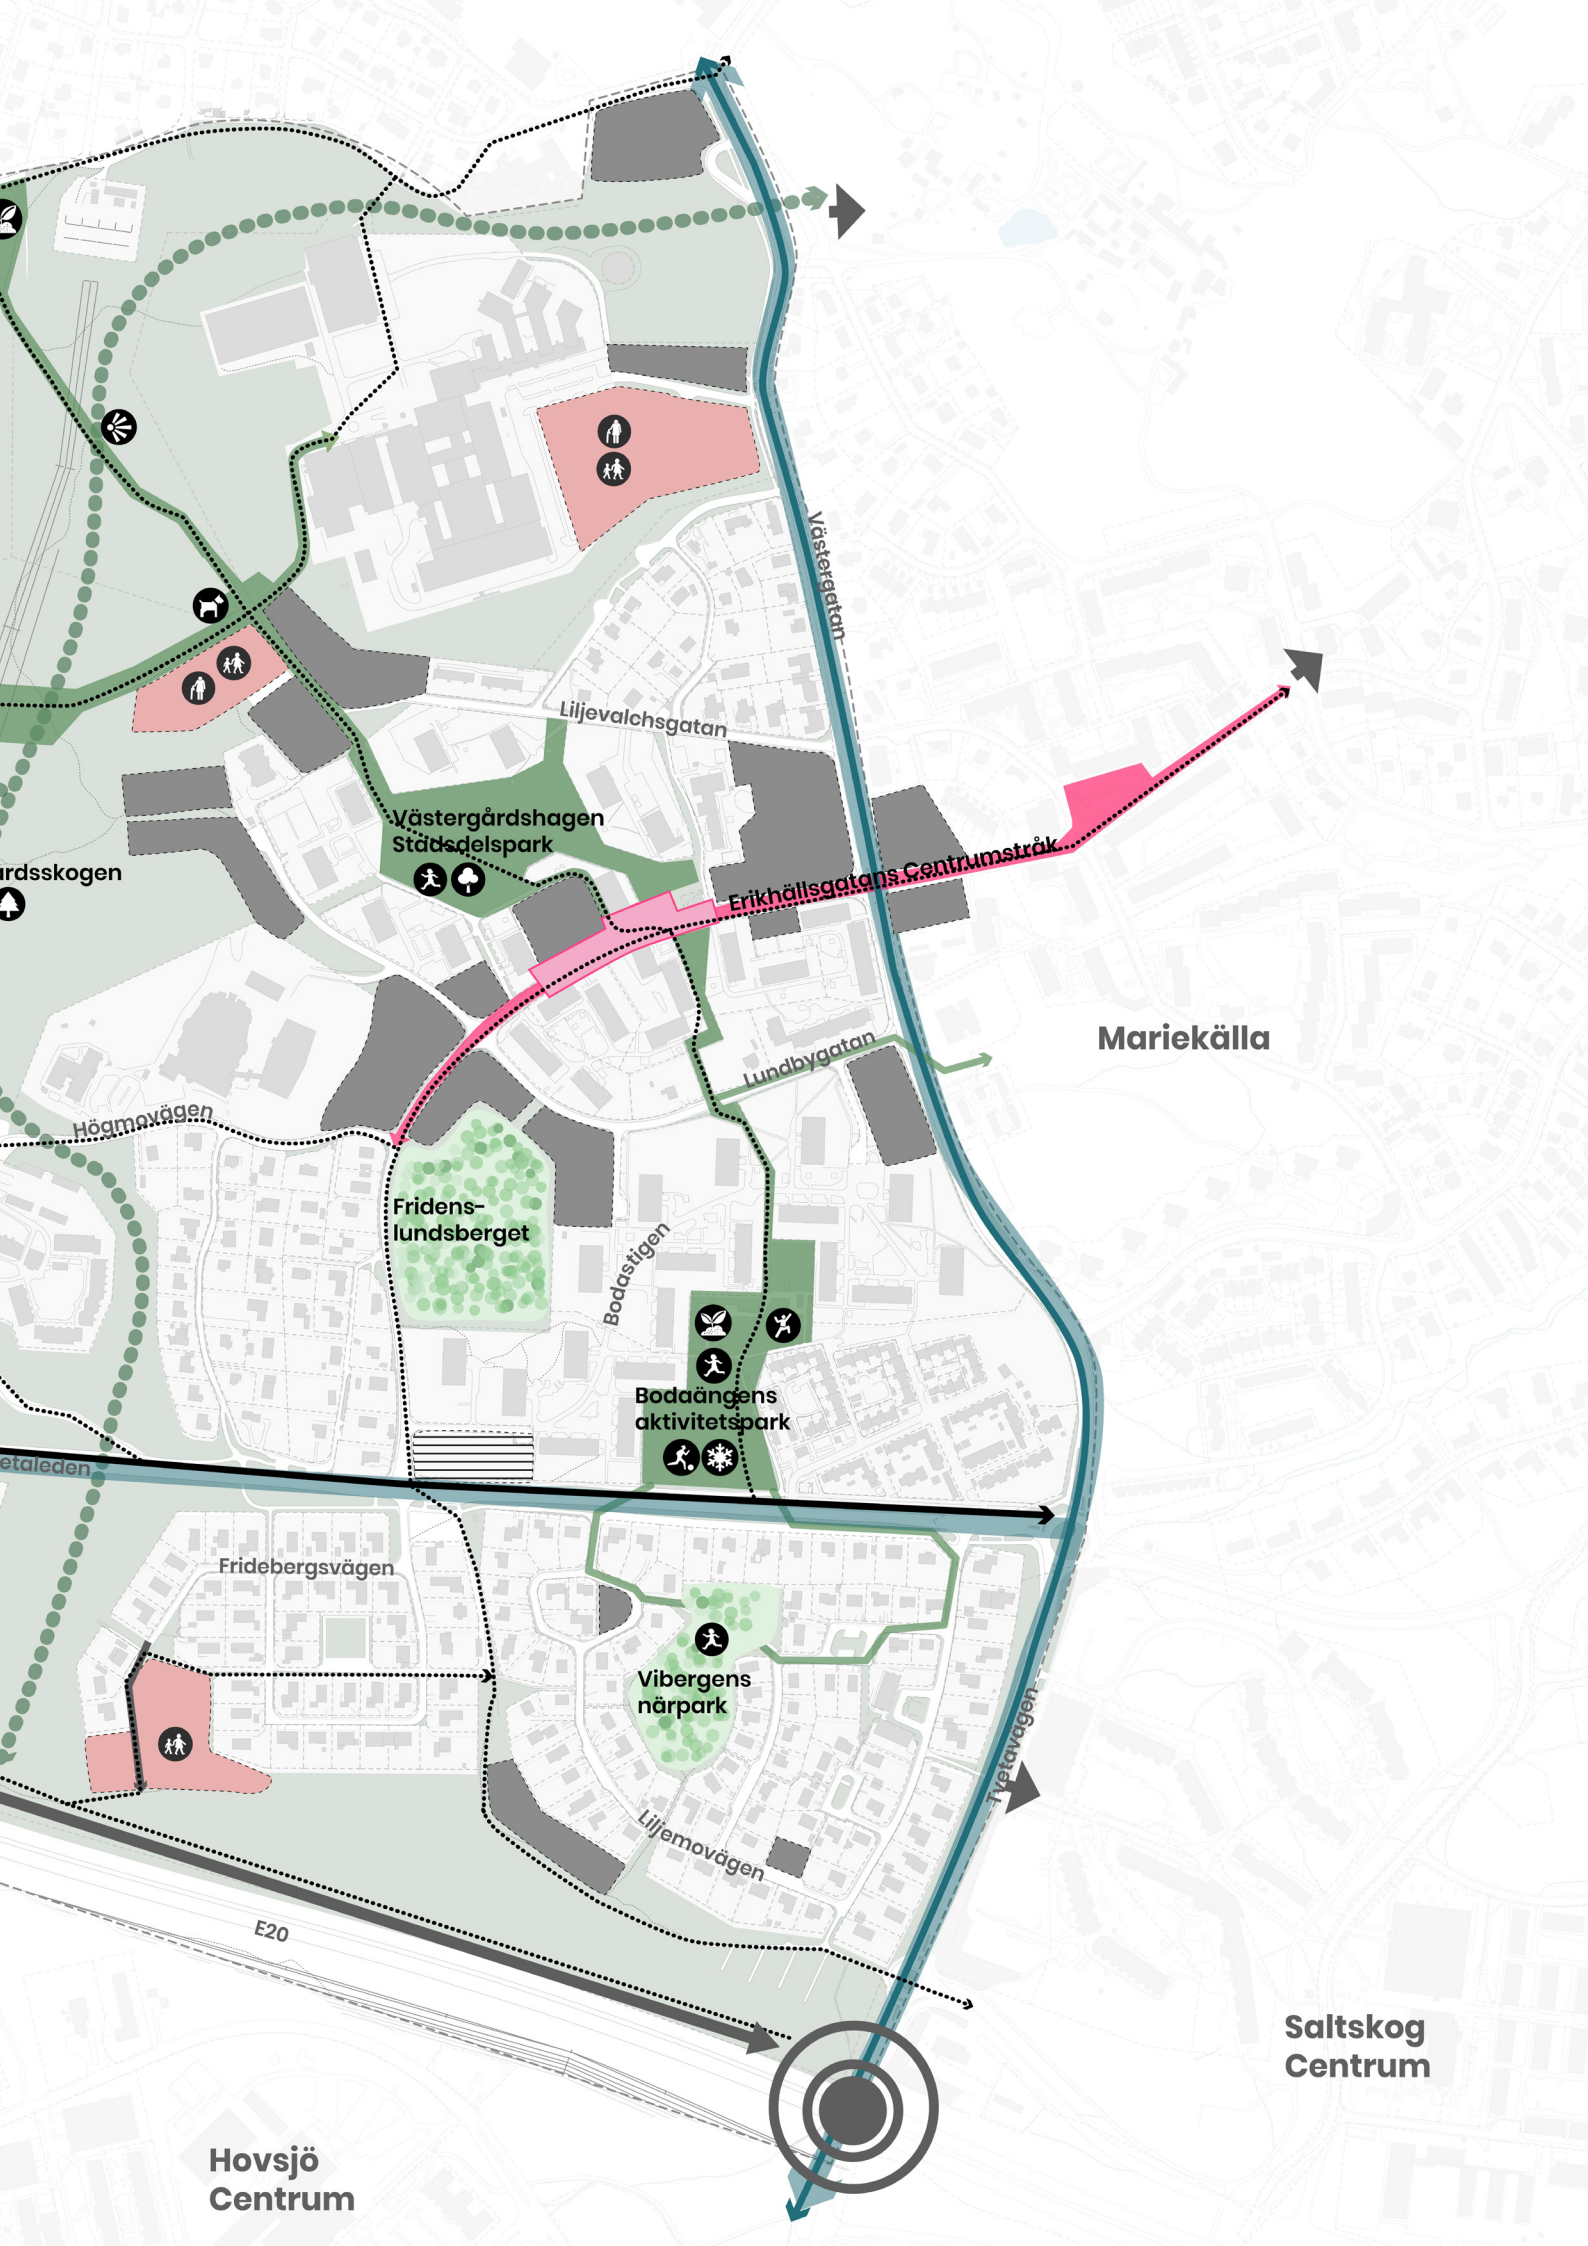 Västergatan
Liljevalchsgatan
Västergårdshagen
Stadsdelspark
Erikhällsgatans Centrumstråk
rdsskogen
Mariekälla
Lundbygatan
Högmovägen
Fridens-
lundsberget
Bodastigen
Bodaängens
aktivitetspark
etaleden
Fridebergsvägen
Vibergens
närpark
Tvetavägen
Liljemovägen
E20
Saltskog
Centrum
Hovsjö
Centrum